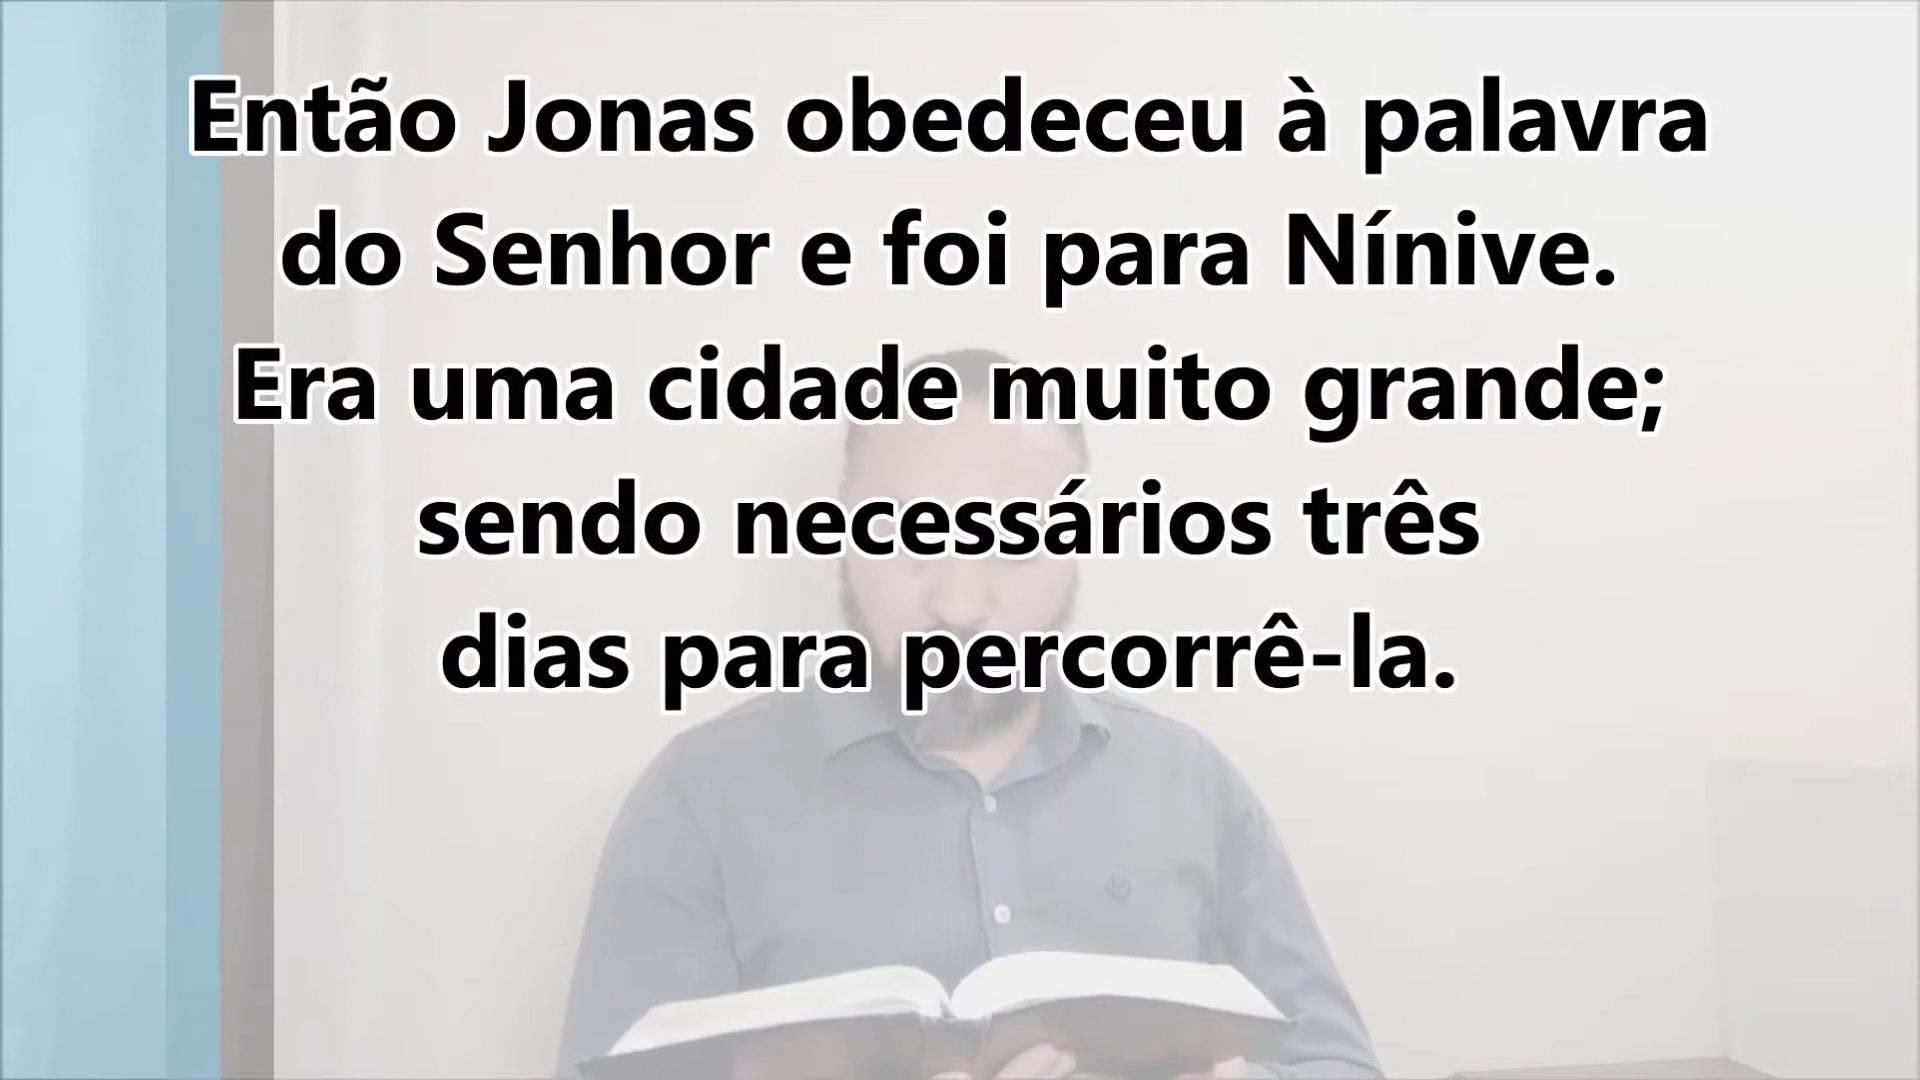 Então Jonas obedeceu à palavra
do Senhor e foi para Nínive.
Era uma cidade muito grande;
sendo necessários três
dias para percorrê-la.